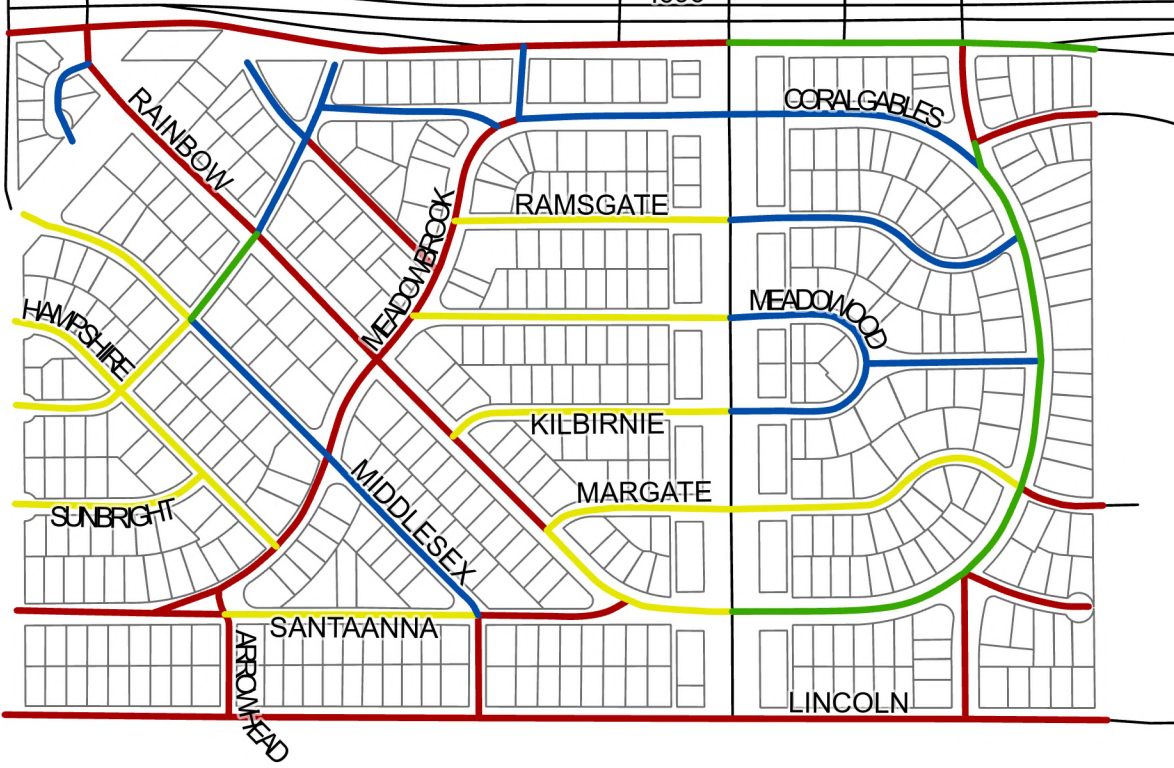 RAINBOW
CORALGABLES
MEADOWBROOK
RAMSGATE
HAMPSHIRE
MEADOWOOD
KILBIRNIE
MARGATE
SUNBRIGHT
MIDDLESEX
SANTAANNA
ARROWHEAD
LINCOLN